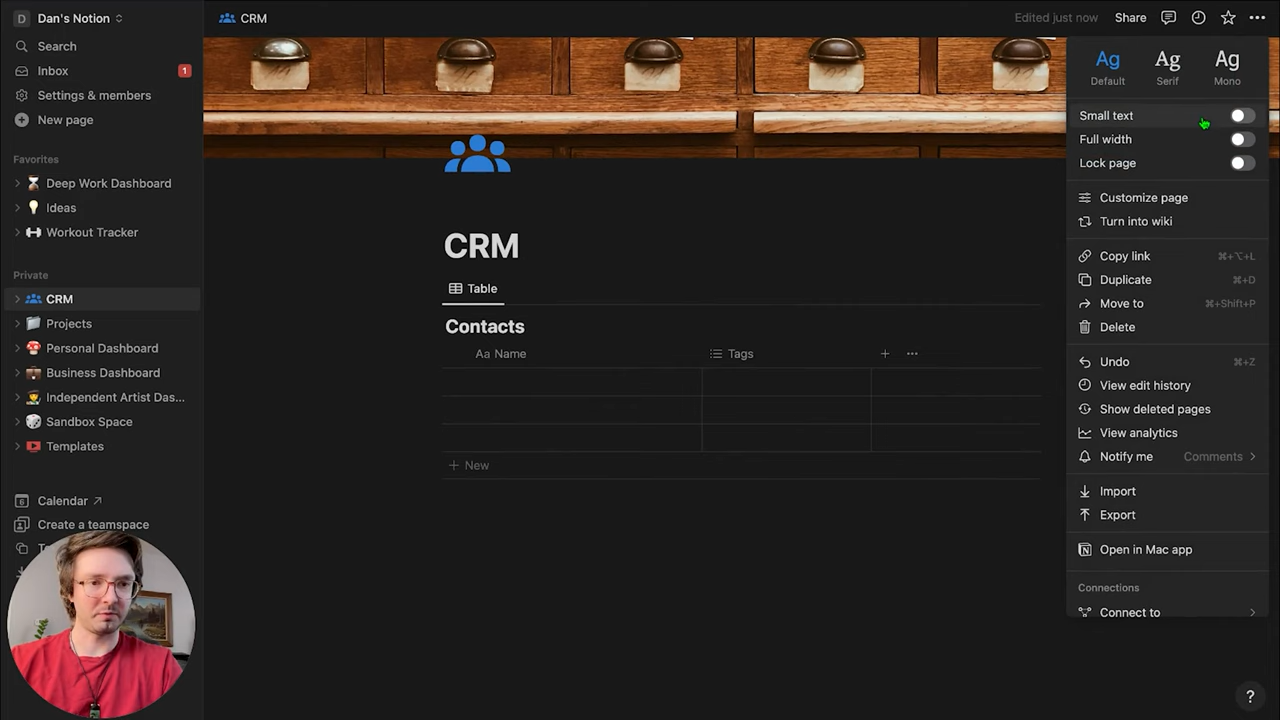 D Dan's Notion
Search
Inbox 1
Settings & members
New page
Favorites
Deep Work Dashboard
Ideas
Workout Tracker
Private
CRM
Projects
Personal Dashboard
Business Dashboard
Independent Artist Das...
Sandbox Space
Templates
6 Calendar ↗
Create a teamspace
CRM
Edited just now Share
CRM
Table
Contacts
Aa Name Tags
+ New
Ag Ag Ag
Default Serif Mono
Small text
Full width
Lock page
Customize page
Turn into wiki
Copy link ⌘+⌥+L
Duplicate ⌘+D
Move to ⌘+Shift+P
Delete
Undo ⌘+Z
View edit history
Show deleted pages
View analytics
Notify me Comments
Import
Export
Open in Mac app
Connections
Connect to
?